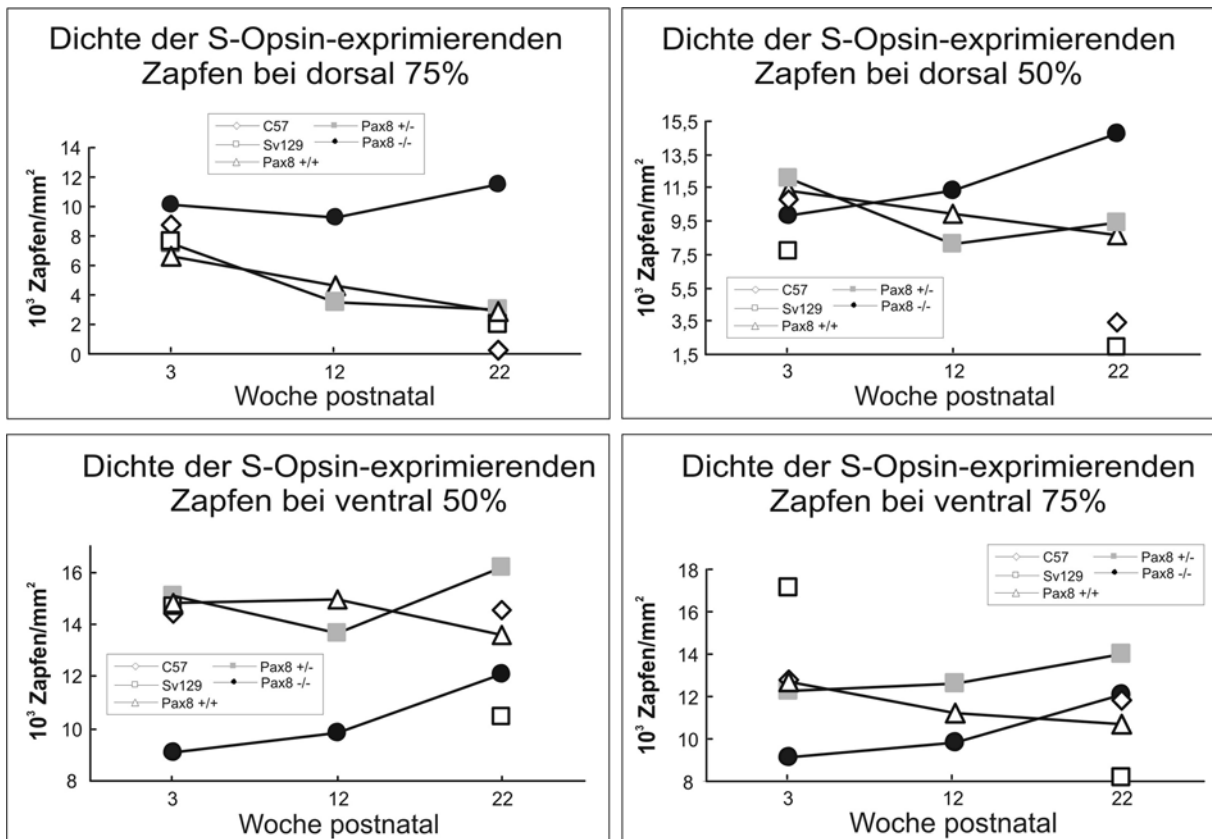 Dichte der S-Opsin-exprimierenden
Zapfen bei dorsal 75%
C57
Pax8 +/-
Sv129
Pax8 -/-
Pax8 +/+
10³ Zapfen/mm²
14
12
10
8
6
4
2
0
3
12
22
Woche postnatal
Dichte der S-Opsin-exprimierenden
Zapfen bei dorsal 50%
10³ Zapfen/mm²
15,5
13,5
11,5
9,5
7,5
5,5
3,5
1,5
C57
Pax8 +/-
Sv129
Pax8 -/-
Pax8 +/+
3
12
22
Woche postnatal
Dichte der S-Opsin-exprimierenden
Zapfen bei ventral 50%
10³ Zapfen/mm²
16
14
12
10
8
C57
Pax8 +/-
Sv129
Pax8 -/-
Pax8 +/+
3
12
22
Woche postnatal
Dichte der S-Opsin-exprimierenden
Zapfen bei ventral 75%
C57
Pax8 +/-
Sv129
Pax8 -/-
Pax8 +/+
10³ Zapfen/mm²
18
16
14
12
10
8
3
12
22
Woche postnatal